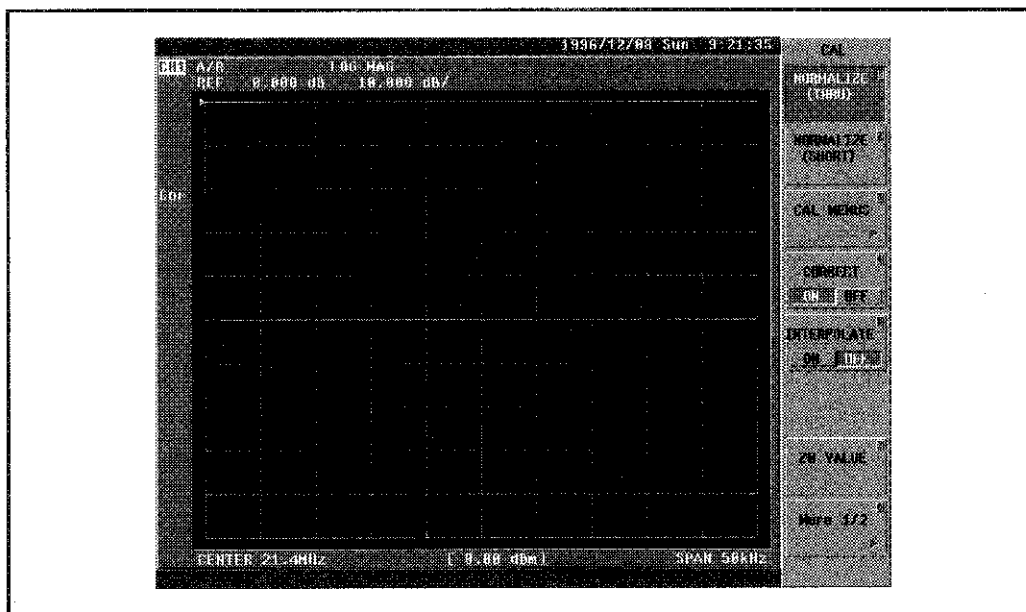 1996/12/08 Sun 9:21:35
CH1 A/R LOG MAG
REF 0.000 dB 10.000 dB/
Cor
CENTER 21.4MHz [ 0.00 dBm] SPAN 50kHz
CAL
NORMALIZE
(THRU)
NORMALIZE
(SHORT)
CAL MENUS
CORRECT
ON OFF
INTERPOLATE
ON OFF
Z0 VALUE
More 1/2